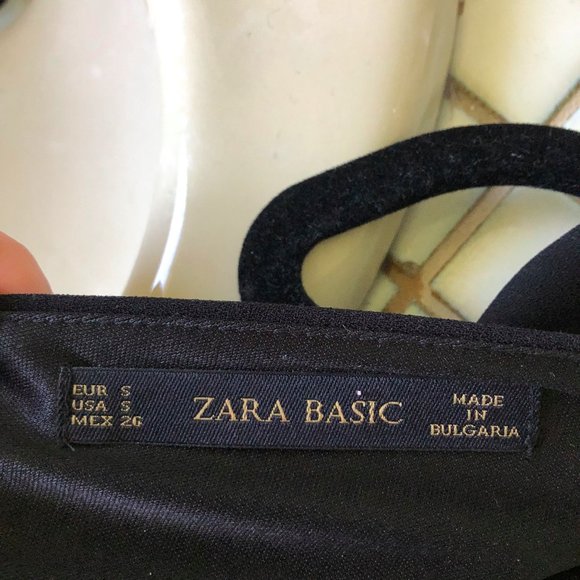 EUR S
USA S
MEX 26
ZARA BASIC
MADE
IN
BULGARIA